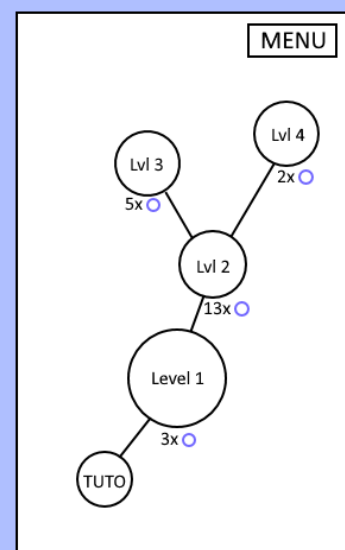 MENU
Lvl 4
Lvl 3
2x
5x
Lvl 2
13x
Level 1
3x
TUTO